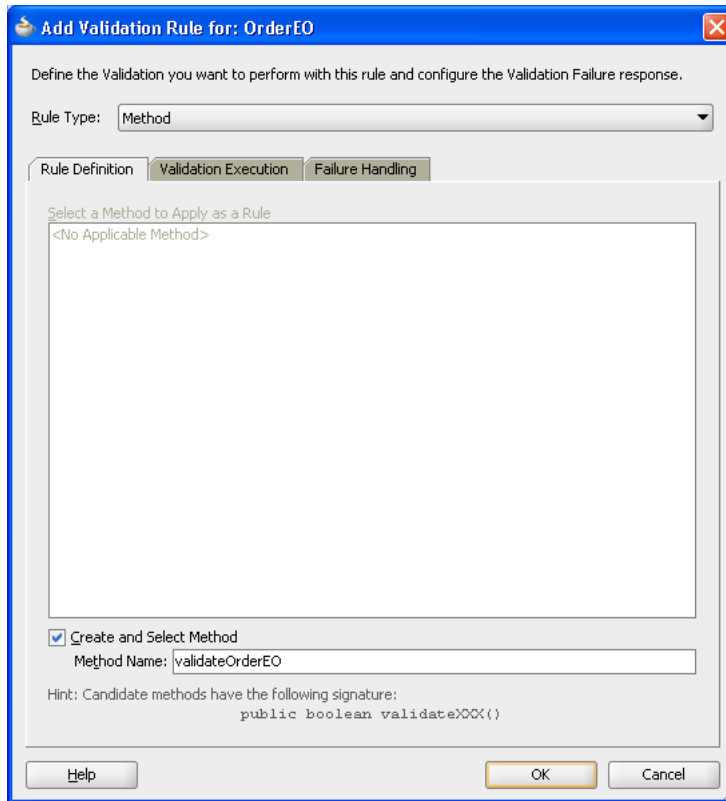 Add Validation Rule for: OrderEO
Define the Validation you want to perform with this rule and configure the Validation Failure response.
Rule Type: Method
Rule Definition Validation Execution Failure Handling
Select a Method to Apply as a Rule
<No Applicable Method>
Create and Select Method
Method Name: validateOrderEO
Hint: Candidate methods have the following signature:
public boolean validateXXX()
Help OK Cancel